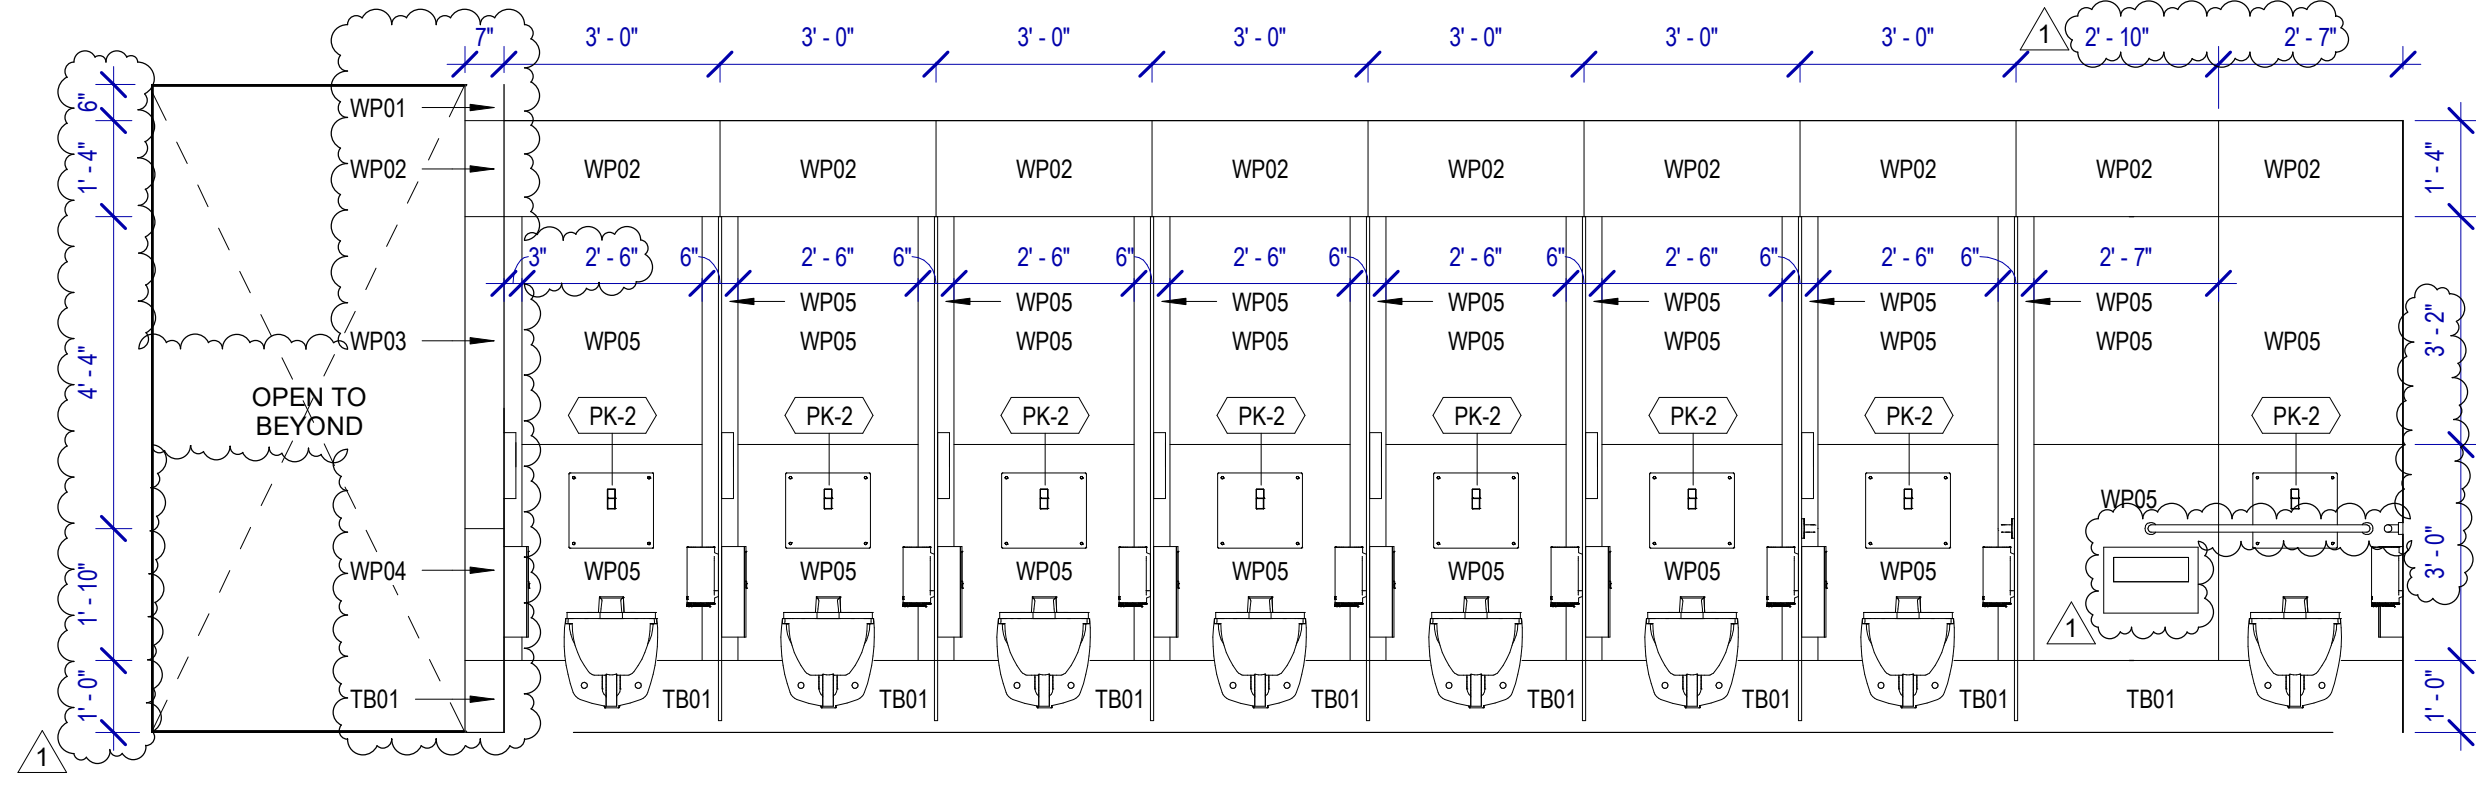 7" 3' - 0" 3' - 0" 3' - 0" 3' - 0" 3' - 0" 3' - 0" 3' - 0" 1 2' - 10" 2' - 7"
6" WP01
1' - 4" WP02 WP02 WP02 WP02 WP02 WP02 WP02 WP02 WP02 WP02 1' - 4"
3" 2' - 6" 6" 2' - 6" 6" 2' - 6" 6" 2' - 6" 6" 2' - 6" 6" 2' - 6" 6" 2' - 6" 6" 2' - 7"
WP05 WP05 WP05 WP05 WP05 WP05 WP05
4' - 4" WP03 WP05 WP05 WP05 WP05 WP05 WP05 WP05 WP05 WP05 3' - 2"
OPEN TO
BEYOND
PK-2 PK-2 PK-2 PK-2 PK-2 PK-2 PK-2 PK-2
WP05
1' - 10" WP04 WP05 WP05 WP05 WP05 WP05 WP05 WP05 3' - 0"
1
1' - 0" TB01 TB01 TB01 TB01 TB01 TB01 TB01 TB01 TB01 1' - 0"
1